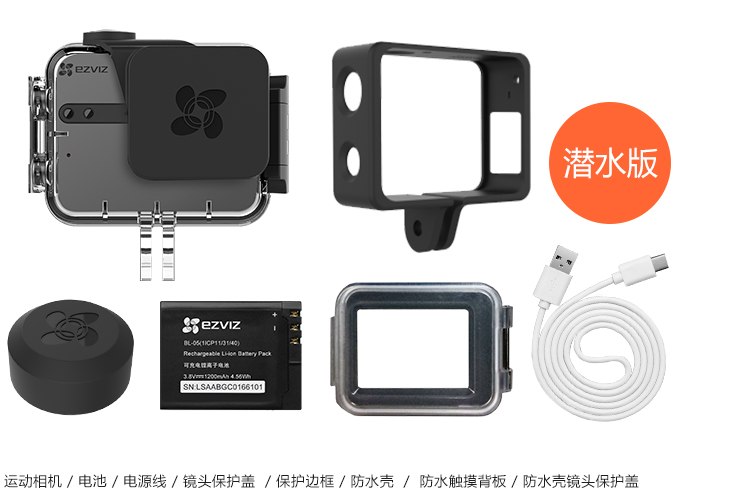 ezviz
潜水版
ezviz
BL-05(1ICP11/31/40)
Rechargeable Li-ion Battery Pack
可充电锂离子电池
3.8V⎓1200mAh 4.56Wh
SN:LSAABGC0166101
运动相机 / 电池 / 电源线 / 镜头保护盖 / 保护边框 / 防水壳 / 防水触摸背板 / 防水壳镜头保护盖